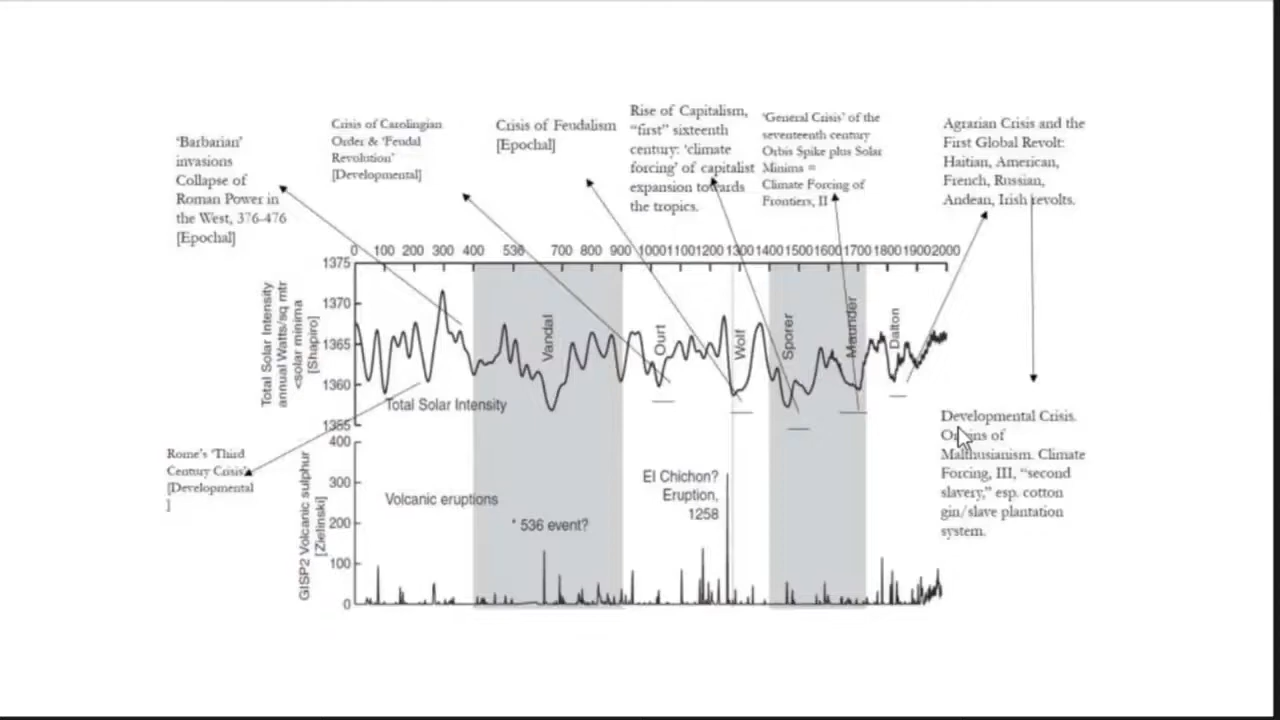 'Barbarian'
invasions
Collapse of
Roman Power in
the West, 376-476
[Epochal]
Crisis of Carolingian
Order & 'Feudal
Revolution'
[Developmental]
Crisis of Feudalism
[Epochal]
Rise of Capitalism,
"first" sixteenth
century: 'climate
forcing' of capitalist
expansion towards
the tropics.
'General Crisis' of the
seventeenth century
Orbis Spike plus Solar
Minima =
Climate Forcing of
Frontiers, II
Agrarian Crisis and the
First Global Revolt:
Haitian, American,
French, Russian,
Andean, Irish revolts.
0 100 200 300 400 536 700 800 900 1000 1100 1200 1300 1400 1500 1600 1700 1800 1900 2000
1375
1370
1365
1360
1355
Total Solar Intensity
annual Watts/sq mtr
<solar minima
[Shapiro]
Vandal
Ourt
Wolf
Sporer
Maunder
Dalton
Total Solar Intensity
Rome's 'Third
Century Crisis'
[Developmental
]
400
300
200
100
0
GISP2 Volcanic sulphur
[Zielinski]
Volcanic eruptions
* 536 event?
El Chichon?
Eruption,
1258
Developmental Crisis.
Origins of
Malthusianism. Climate
Forcing, III, "second
slavery," esp. cotton
gin/slave plantation
system.